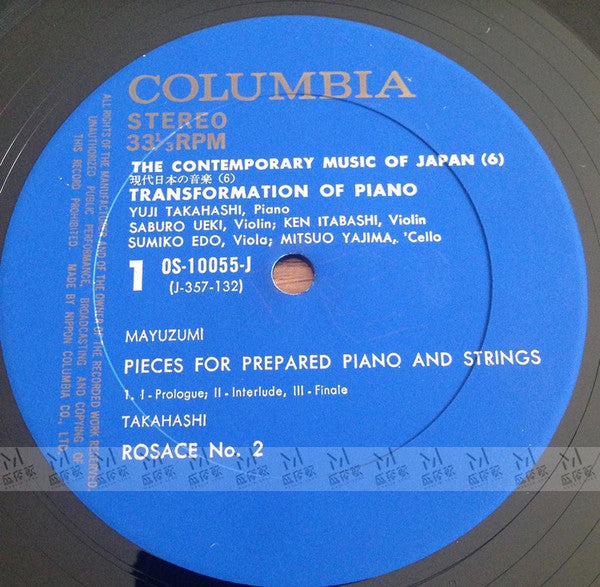 COLUMBIA
STEREO
33⅓ RPM
THE CONTEMPORARY MUSIC OF JAPAN (6)
現代日本の音楽 (6)
TRANSFORMATION OF PIANO
YUJI TAKAHASHI, Piano
SABURO UEKI, Violin; KEN ITABASHI, Violin
SUMIKO EDO, Viola; MITSUO YAJIMA, 'Cello
1 OS-10055-J
(J-357-132)
MAYUZUMI
PIECES FOR PREPARED PIANO AND STRINGS
1. I - Prologue; II - Interlude, III - Finale
TAKAHASHI
ROSACE No. 2
ALL RIGHTS OF THE MANUFACTURER AND OF THE OWNER OF THE RECORDED WORK RESERVED.
UNAUTHORIZED PUBLIC PERFORMANCE, BROADCASTING AND COPYING OF
THIS RECORD PROHIBITED. MADE BY NIPPON COLUMBIA CO., LTD.